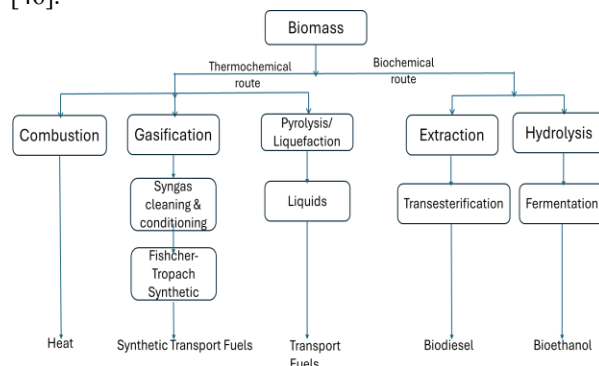 [40].
Biomass
Thermochemical
route
Biochemical
route
Combustion
Gasification
Pyrolysis/
Liquefaction
Extraction
Hydrolysis
Syngas
cleaning &
conditioning
Liquids
Transesterification
Fermentation
Fishcher-
Tropach
Synthetic
Heat
Synthetic Transport Fuels
Transport
Fuels
Biodiesel
Bioethanol